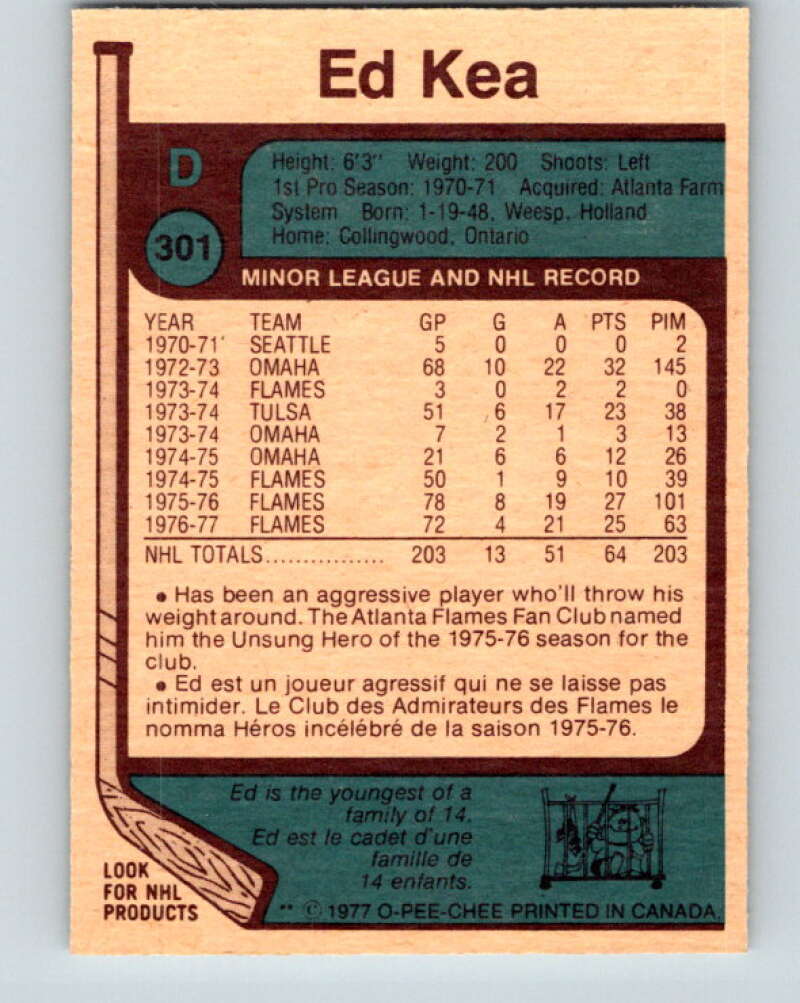 Ed Kea
D
301
Height: 6'3" Weight: 200 Shoots: Left
1st Pro Season: 1970-71 Acquired: Atlanta Farm
System Born: 1-19-48, Weesp, Holland
Home: Collingwood, Ontario
MINOR LEAGUE AND NHL RECORD
YEAR TEAM GP G A PTS PIM
1970-71 SEATTLE 5 0 0 0 2
1972-73 OMAHA 68 10 22 32 145
1973-74 FLAMES 3 0 2 2 0
1973-74 TULSA 51 6 17 23 38
1973-74 OMAHA 7 2 1 3 13
1974-75 OMAHA 21 6 6 12 26
1974-75 FLAMES 50 1 9 10 39
1975-76 FLAMES 78 8 19 27 101
1976-77 FLAMES 72 4 21 25 63
NHL TOTALS................ 203 13 51 64 203
• Has been an aggressive player who'll throw his
weight around. The Atlanta Flames Fan Club named
him the Unsung Hero of the 1975-76 season for the
club.
• Ed est un joueur agressif qui ne se laisse pas
intimider. Le Club des Admirateurs des Flames le
nomma Héros incélébré de la saison 1975-76.
Ed is the youngest of a
family of 14.
Ed est le cadet d'une
famille de
14 enfants.
LOOK
FOR NHL
PRODUCTS
** © 1977 O-PEE-CHEE PRINTED IN CANADA.